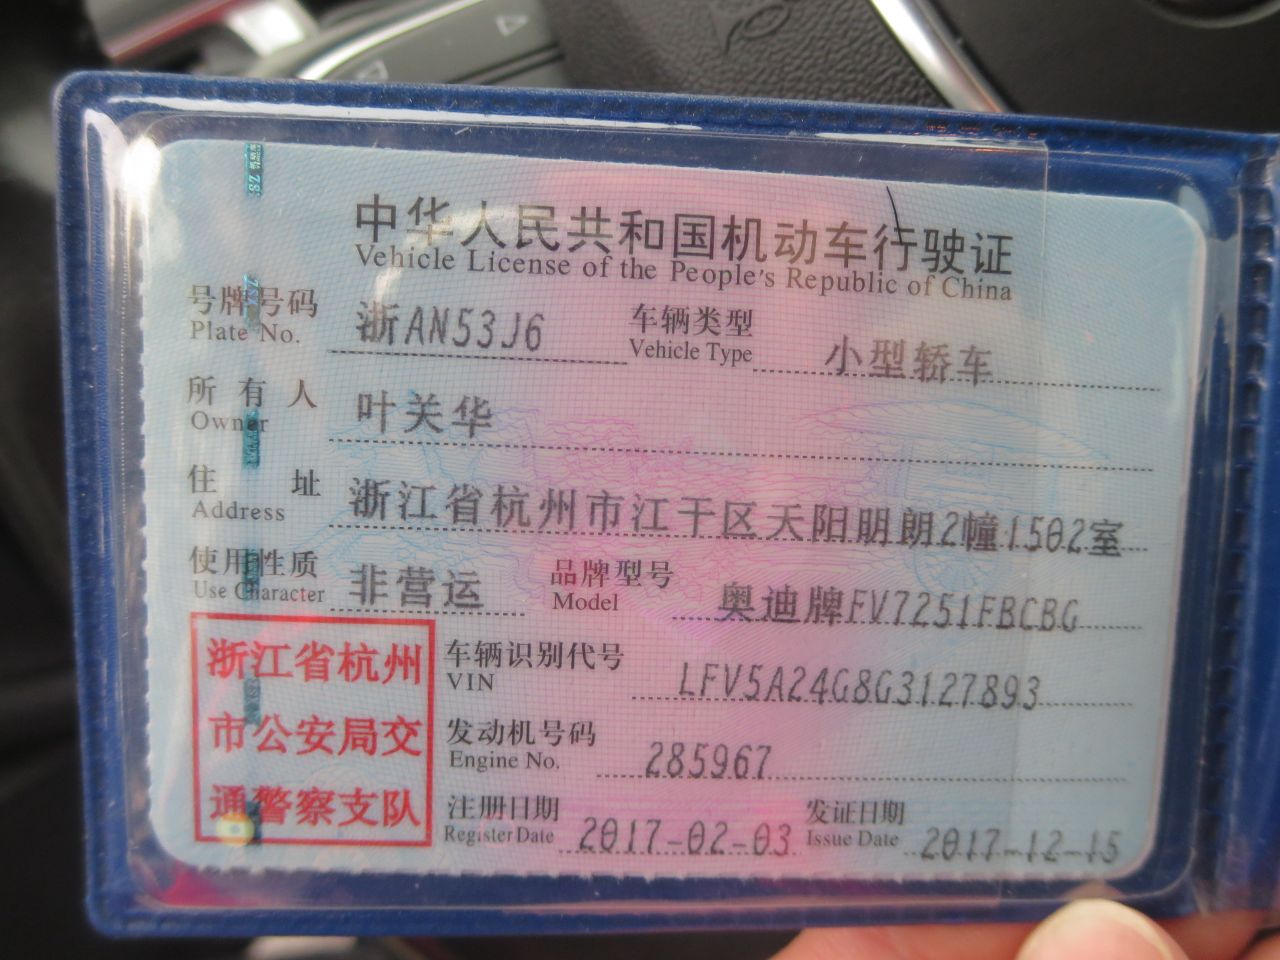 中华人民共和国机动车行驶证
Vehicle License of the People's Republic of China
号牌号码 浙AN53J6 车辆类型 小型轿车
Plate No. Vehicle Type
所有人 叶关华
Owner
住址 浙江省杭州市江干区天阳明朗2幢1502室
Address
使用性质 非营运 品牌型号 奥迪牌FV7251FBCBG
Use Character Model
浙江省杭州
市公安局交
通警察支队
车辆识别代号 LFV5A24G8G3127893
VIN
发动机号码 285967
Engine No.
注册日期 2017-02-03 发证日期 2017-12-15
Register Date Issue Date